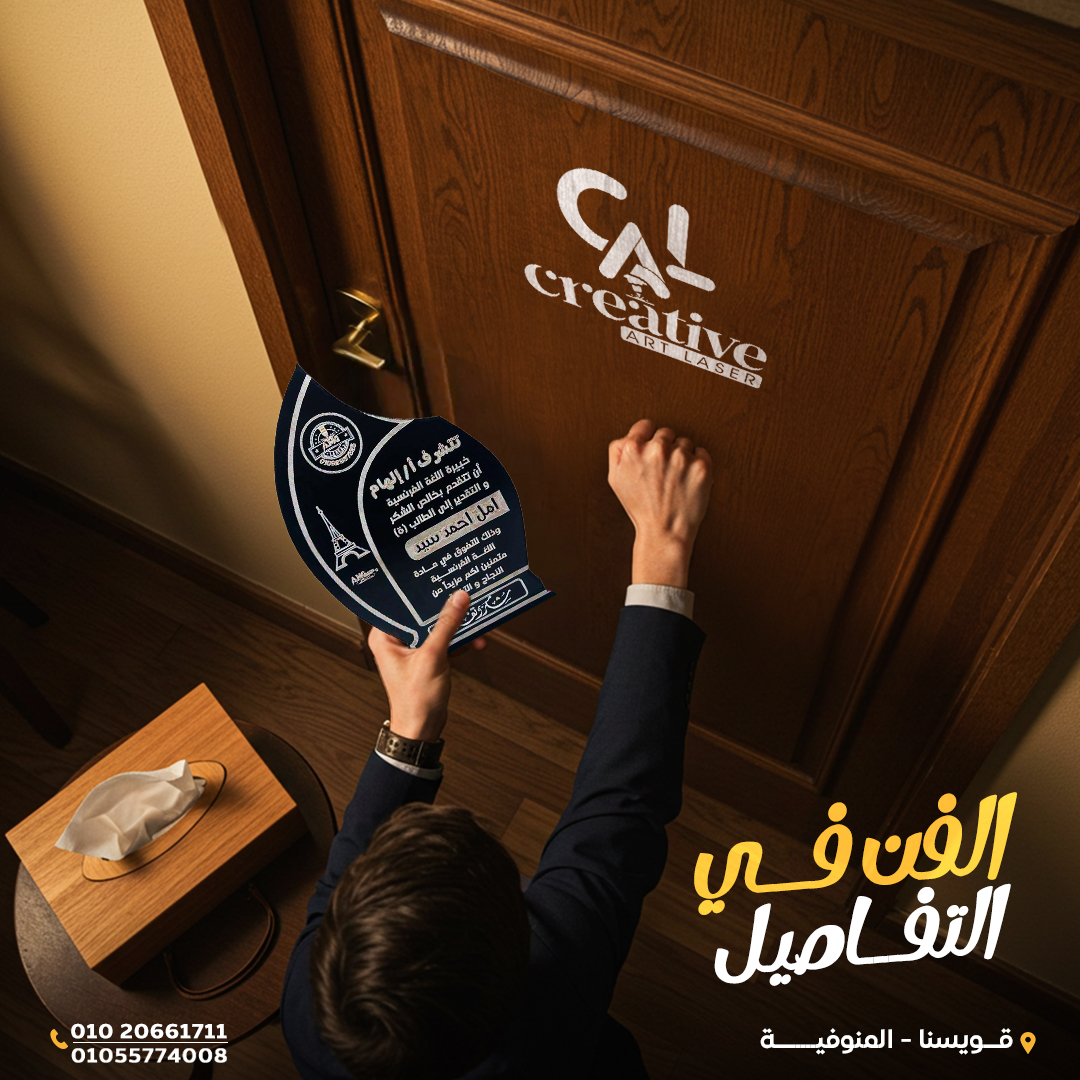 CAL
creative
ART LASER
تتشرف أ/إلهام
خبيرة اللغة الفرنسية
أن تتقدم بخالص الشكر
و التقدير إلى الطالب (ة)
امل احمد سيد
وذلك للتفوق في مادة
اللغة الفرنسية
متمنين لكم مزيداً من
النجاح و
الفن في
التفاصيل
010 20661711
01055774008
قويسنا - المنوفية